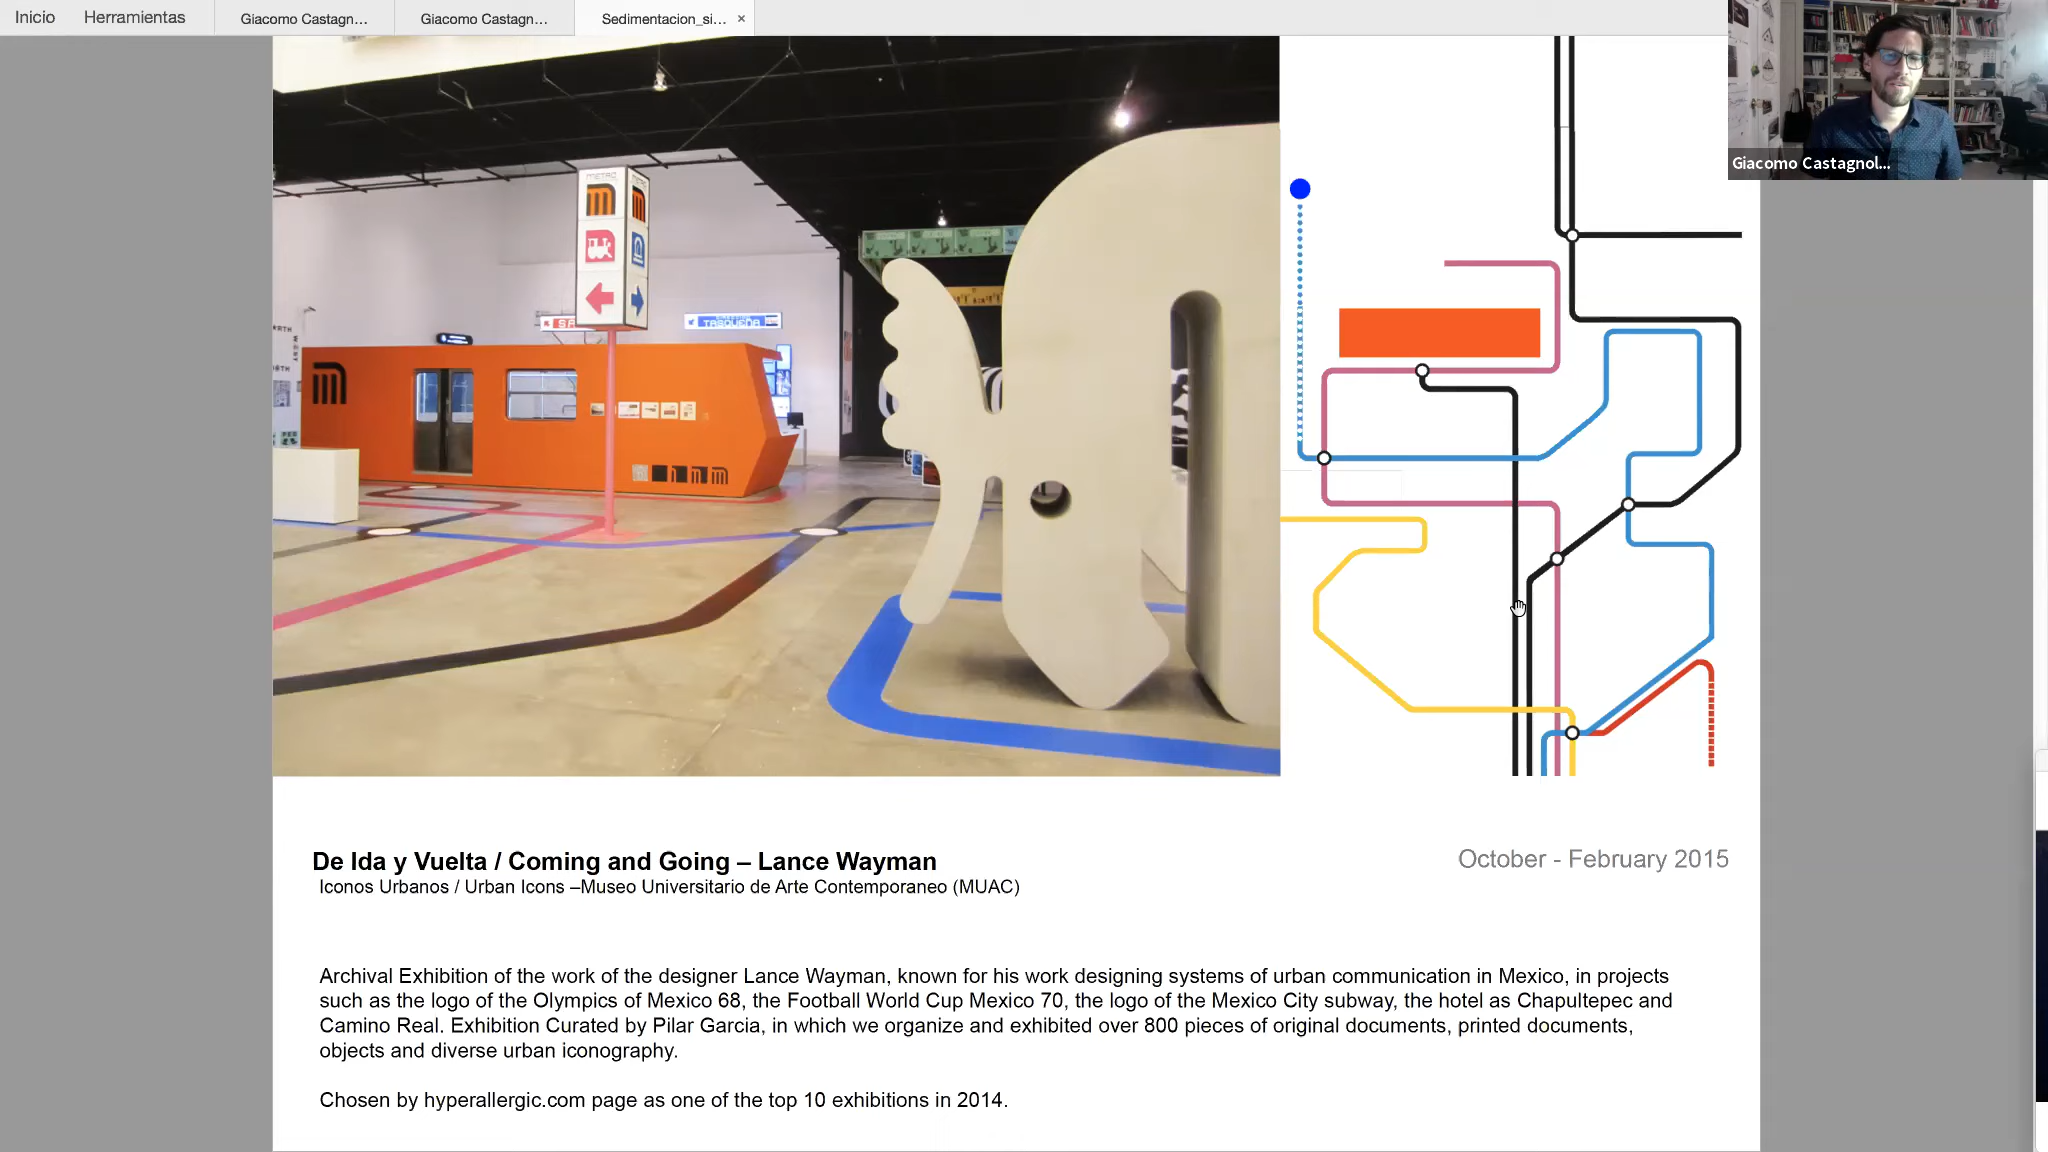 Inicio
Herramientas
Giacomo Castagn...
Giacomo Castagn...
Sedimentacion_si...
×
Giacomo Castagnol...
METRO
TASQUEÑA
De Ida y Vuelta / Coming and Going – Lance Wayman
October - February 2015
Iconos Urbanos / Urban Icons –Museo Universitario de Arte Contemporaneo (MUAC)
Archival Exhibition of the work of the designer Lance Wayman, known for his work designing systems of urban communication in Mexico, in projects
such as the logo of the Olympics of Mexico 68, the Football World Cup Mexico 70, the logo of the Mexico City subway, the hotel as Chapultepec and
Camino Real. Exhibition Curated by Pilar Garcia, in which we organize and exhibited over 800 pieces of original documents, printed documents,
objects and diverse urban iconography.
Chosen by hyperallergic.com page as one of the top 10 exhibitions in 2014.